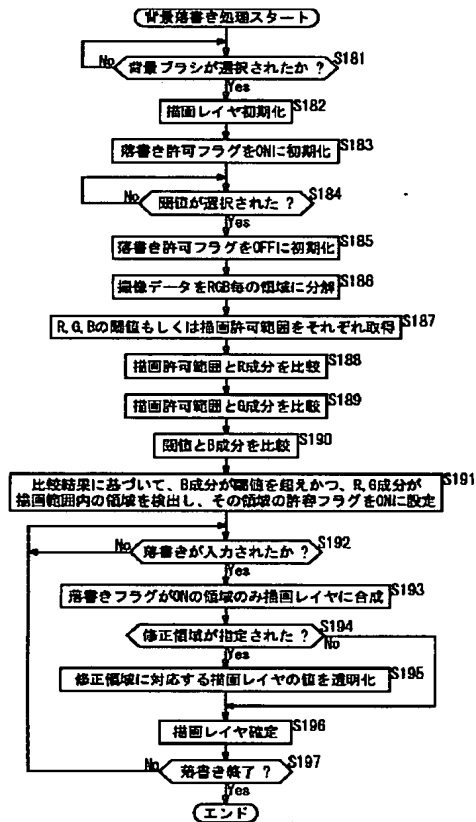 背景落書き処理スタート
S181
背景ブラシが選択されたか ?
No
Yes
S182
描画レイヤ初期化
S183
落書き許可フラグをONに初期化
S184
閾値が選択された ?
No
Yes
S185
落書き許可フラグをOFFに初期化
S186
撮像データをRGB毎の領域に分解
S187
R,G,Bの閾値もしくは描画許可範囲をそれぞれ取得
S188
描画許可範囲とR成分を比較
S189
描画許可範囲とG成分を比較
S190
閾値とB成分を比較
S191
比較結果に基づいて、B成分が閾値を超えかつ、R,G成分が
描画範囲内の領域を検出し、その領域の許容フラグをONに設定
No
S192
落書きが入力されたか ?
Yes
S193
落書きフラグがONの領域のみ描画レイヤに合成
S194
修正領域が指定された ?
No
Yes
S195
修正領域に対応する描画レイヤの値を透明化
S196
描画レイヤ確定
S197
No
落書き終了 ?
Yes
エンド